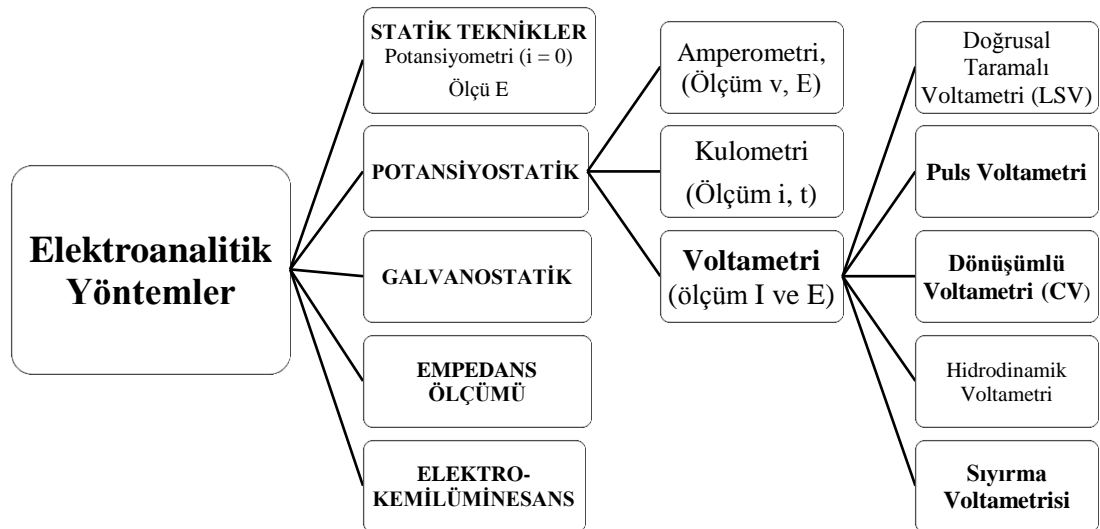 Elektroanalitik
Yöntemler
STATİK TEKNİKLER
Potansiyometri (i = 0)
Ölçü E
POTANSİYOSTATİK
GALVANOSTATİK
EMPEDANS
ÖLÇÜMÜ
ELEKTRO-
KEMİLÜMİNESANS
Amperometri,
(Ölçüm v, E)
Kulometri
(Ölçüm i, t)
Voltametri
(ölçüm I ve E)
Doğrusal
Taramalı
Voltametri (LSV)
Puls Voltametri
Dönüşümlü
Voltametri (CV)
Hidrodinamik
Voltametri
Sıyırma
Voltametrisi